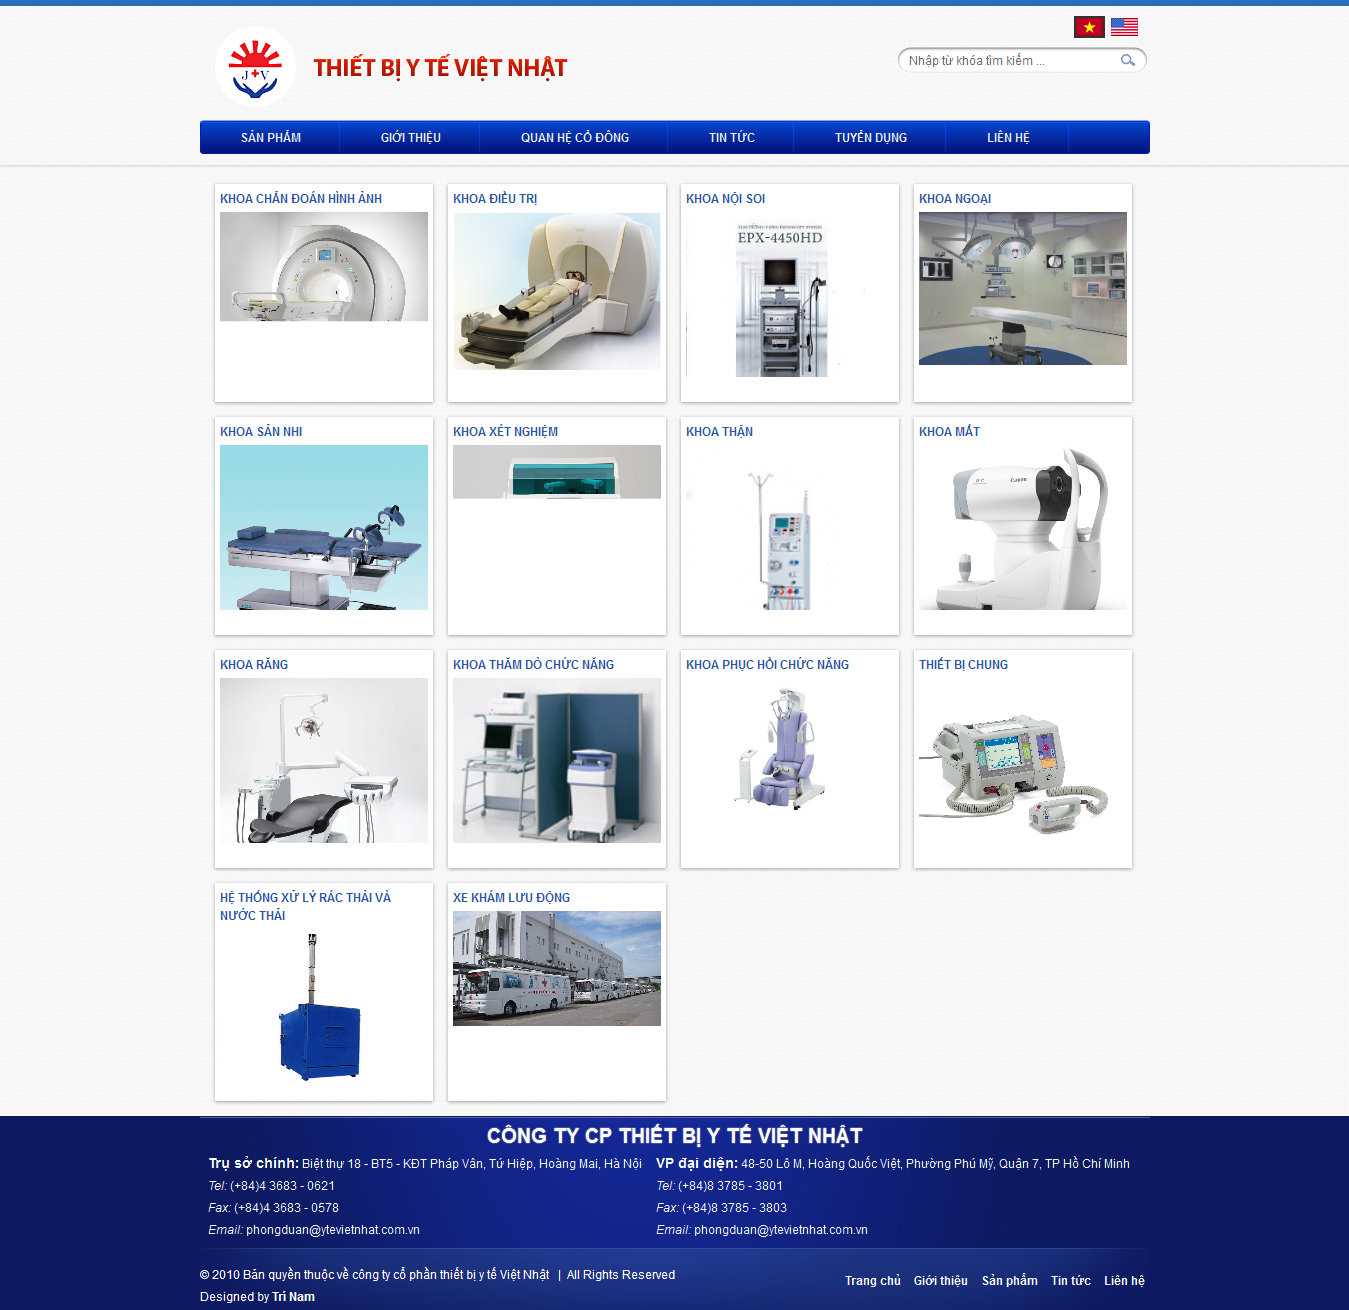 J V
THIẾT BỊ Y TẾ VIỆT NHẬT
Nhập từ khóa tìm kiếm ...
SẢN PHẨM
GIỚI THIỆU
QUAN HỆ CỔ ĐÔNG
TIN TỨC
TUYỂN DỤNG
LIÊN HỆ
KHOA CHẨN ĐOÁN HÌNH ẢNH
KHOA ĐIỀU TRỊ
KHOA NỘI SOI
KHOA NGOẠI
EPX-4450HD
KHOA SẢN NHI
KHOA XÉT NGHIỆM
KHOA THẬN
KHOA MẮT
Canon
KHOA RĂNG
KHOA THĂM DÒ CHỨC NĂNG
KHOA PHỤC HỒI CHỨC NĂNG
THIẾT BỊ CHUNG
HỆ THỐNG XỬ LÝ RÁC THẢI VÀ
NƯỚC THẢI
XE KHÁM LƯU ĐỘNG
CÔNG TY CP THIẾT BỊ Y TẾ VIỆT NHẬT
Trụ sở chính: Biệt thự 18 - BT5 - KĐT Pháp Vân, Tứ Hiệp, Hoàng Mai, Hà Nội
Tel: (+84)4 3683 - 0621
Fax: (+84)4 3683 - 0578
Email: phongduan@ytevietnhat.com.vn
VP đại diện: 48-50 Lô M, Hoàng Quốc Việt, Phường Phú Mỹ, Quận 7, TP Hồ Chí Minh
Tel: (+84)8 3785 - 3801
Fax: (+84)8 3785 - 3803
Email: phongduan@ytevietnhat.com.vn
© 2010 Bản quyền thuộc về công ty cổ phần thiết bị y tế Việt Nhật | All Rights Reserved
Designed by Trí Nam
Trang chủ
Giới thiệu
Sản phẩm
Tin tức
Liên hệ